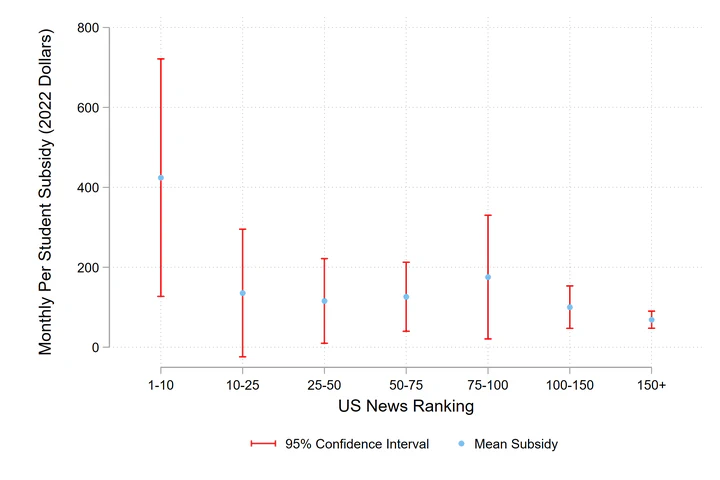 Monthly Per Student Subsidy (2022 Dollars)
800
600
400
200
0
1-10 10-25 25-50 50-75 75-100 100-150 150+
US News Ranking
95% Confidence Interval Mean Subsidy